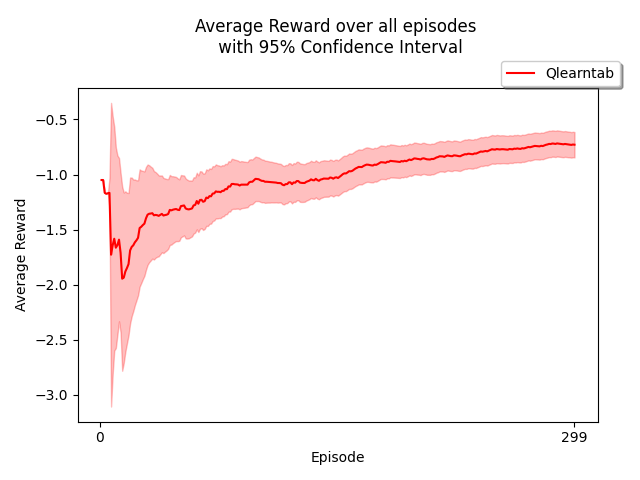 Average Reward over all episodes
with 95% Confidence Interval
Qlearntab
−0.5
−1.0
−1.5
−2.0
−2.5
−3.0
Average Reward
0
299
Episode